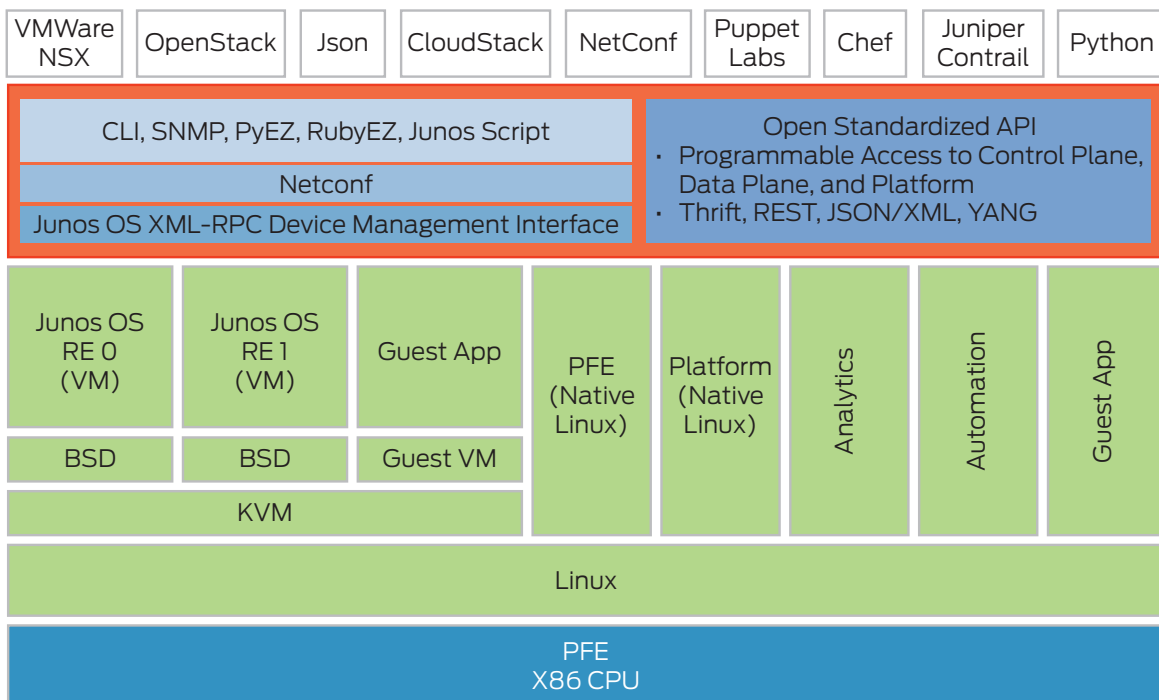 VMWare
NSX
OpenStack
Json
CloudStack
NetConf
Puppet
Labs
Chef
Juniper
Contrail
Python
CLI, SNMP, PyEZ, RubyEZ, Junos Script
Netconf
Junos OS XML-RPC Device Management Interface
Open Standardized API
• Programmable Access to Control Plane,
Data Plane, and Platform
• Thrift, REST, JSON/XML, YANG
Junos OS
RE 0
(VM)
Junos OS
RE 1
(VM)
Guest App
PFE
(Native
Linux)
Platform
(Native
Linux)
Analytics
Automation
Guest App
BSD
BSD
Guest VM
KVM
Linux
PFE
X86 CPU